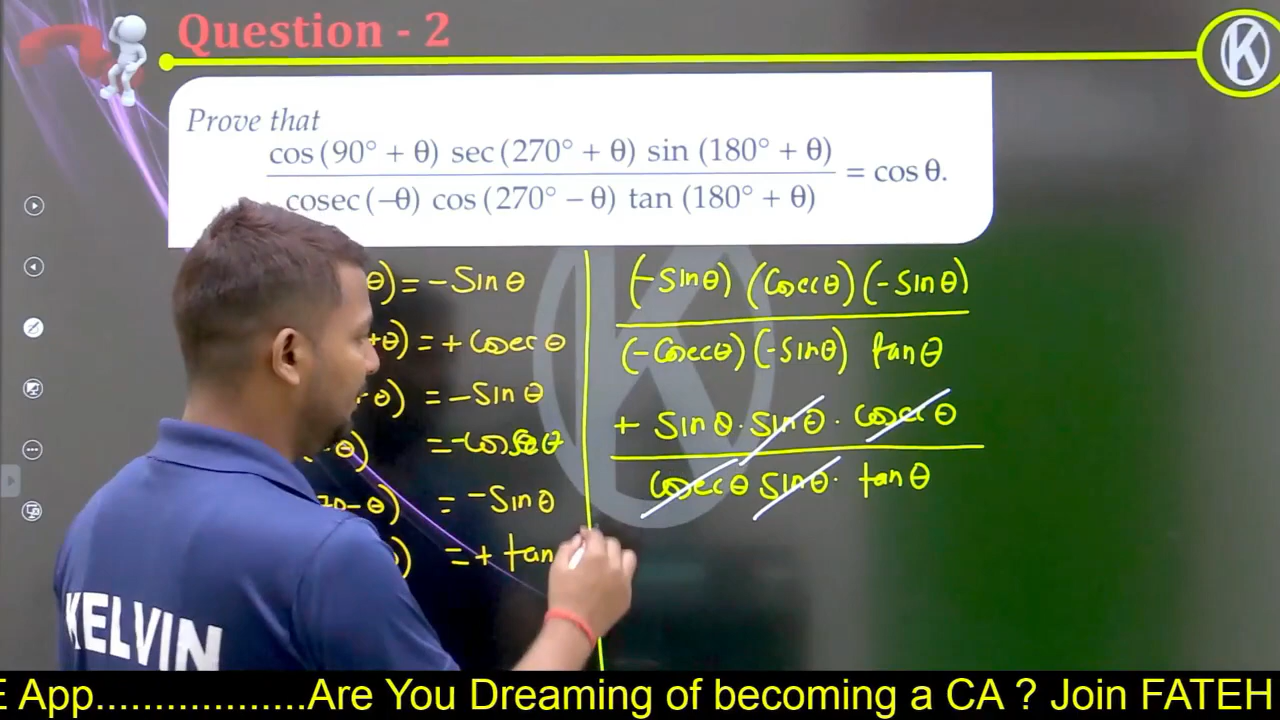 Question - 2
Prove that
cos (90° + θ) sec (270° + θ) sin (180° + θ)
cosec (−θ) cos (270° − θ) tan (180° + θ)
= cos θ.
θ) = - Sin θ
+θ) = + Cosec θ
θ) = - Sin θ
-θ) = - Cosec θ
70-θ) = - Sin θ
) = + tan
(-Sinθ) (Cosecθ) (-Sinθ)
(-Cosecθ) (-Sinθ) tanθ
+ Sinθ · Sinθ · Cosecθ
Cosecθ Sinθ · tanθ
K
KELVIN
E App..................Are You Dreaming of becoming a CA ? Join FATEH